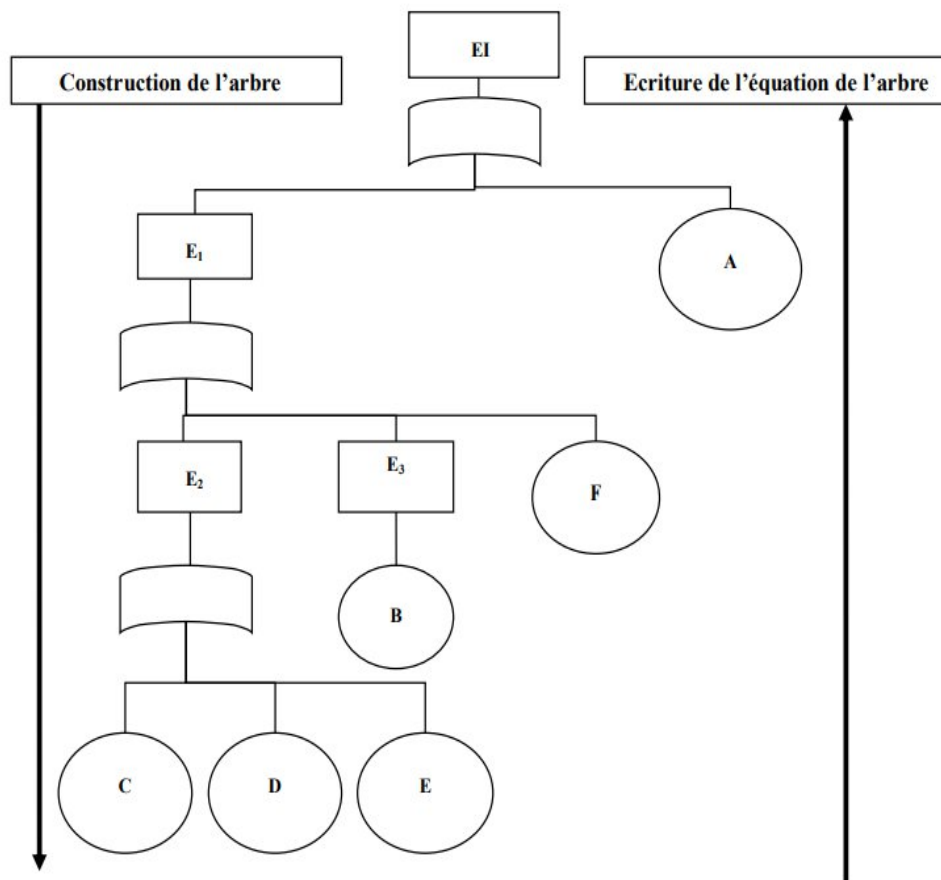 EI
Construction de l’arbre
Ecriture de l’équation de l’arbre
E₁
A
E₂
E₃
F
B
C
D
E